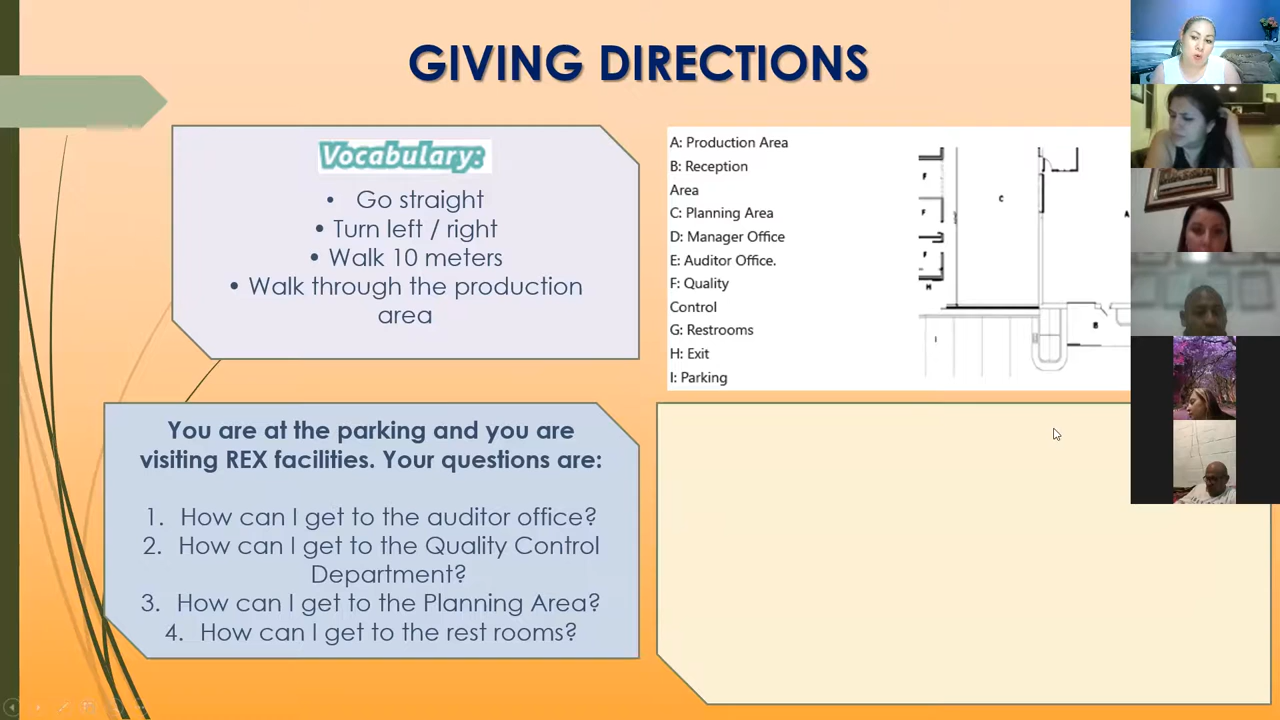 GIVING DIRECTIONS
Vocabulary:
• Go straight
• Turn left / right
• Walk 10 meters
• Walk through the production
area
A: Production Area
B: Reception
Area
C: Planning Area
D: Manager Office
E: Auditor Office.
F: Quality
Control
G: Restrooms
H: Exit
I: Parking
F
F
F
H
I
C
A
B
You are at the parking and you are
visiting REX facilities. Your questions are:
1. How can I get to the auditor office?
2. How can I get to the Quality Control
Department?
3. How can I get to the Planning Area?
4. How can I get to the rest rooms?